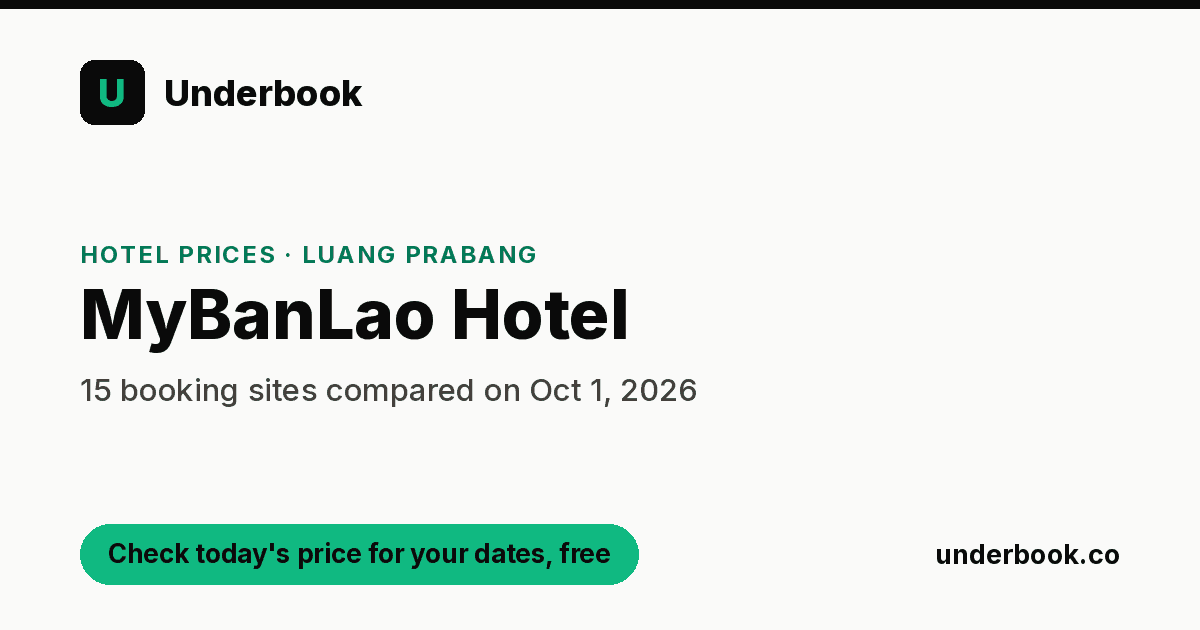 U Underbook
HOTEL PRICES · LUANG PRABANG
MyBanLao Hotel
15 booking sites compared on Oct 1, 2026
Check today's price for your dates, free
underbook.co